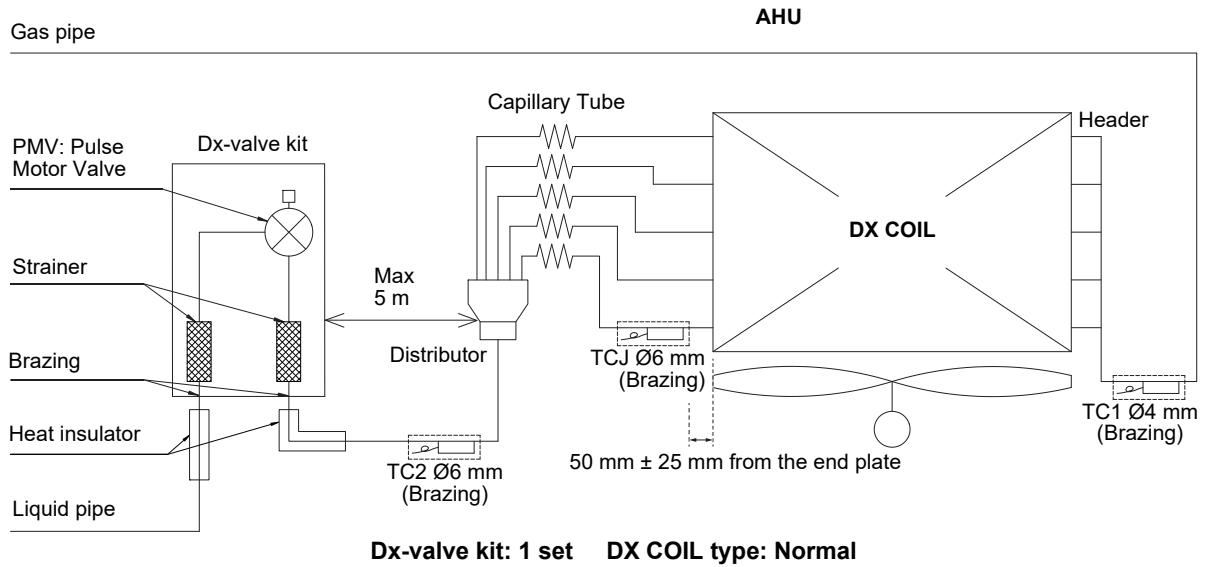 AHU
Gas pipe
Capillary Tube
Header
PMV: Pulse
Motor Valve
Dx-valve kit
DX COIL
Strainer
Max
5 m
Distributor
TCJ Ø6 mm
(Brazing)
Brazing
TC1 Ø4 mm
(Brazing)
Heat insulator
TC2 Ø6 mm
(Brazing)
50 mm ± 25 mm from the end plate
Liquid pipe
Dx-valve kit: 1 set DX COIL type: Normal